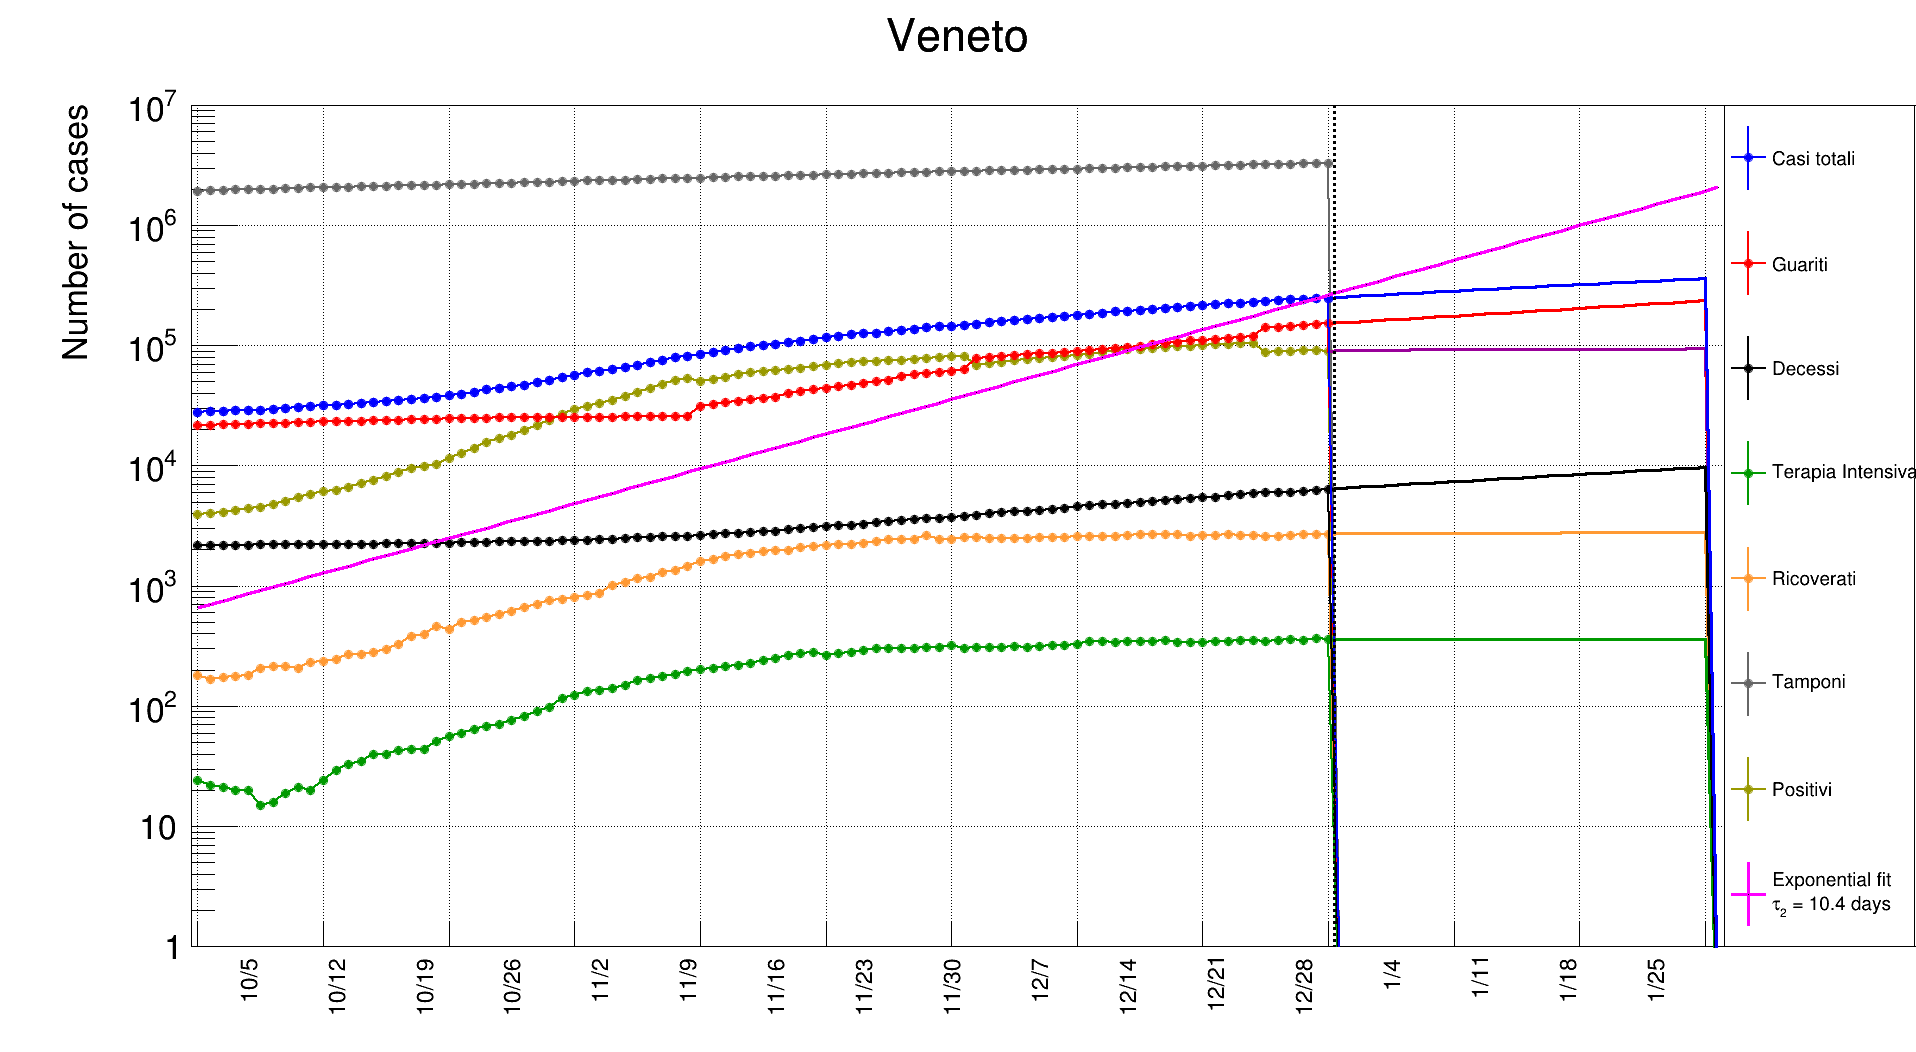 Veneto
Number of cases
10^7
10^6
10^5
10^4
10^3
10^2
10
1
10/5
10/12
10/19
10/26
11/2
11/9
11/16
11/23
11/30
12/7
12/14
12/21
12/28
1/4
1/11
1/18
1/25
Casi totali
Guariti
Decessi
Terapia Intensiva
Ricoverati
Tamponi
Positivi
Exponential fit
τ₂ = 10.4 days